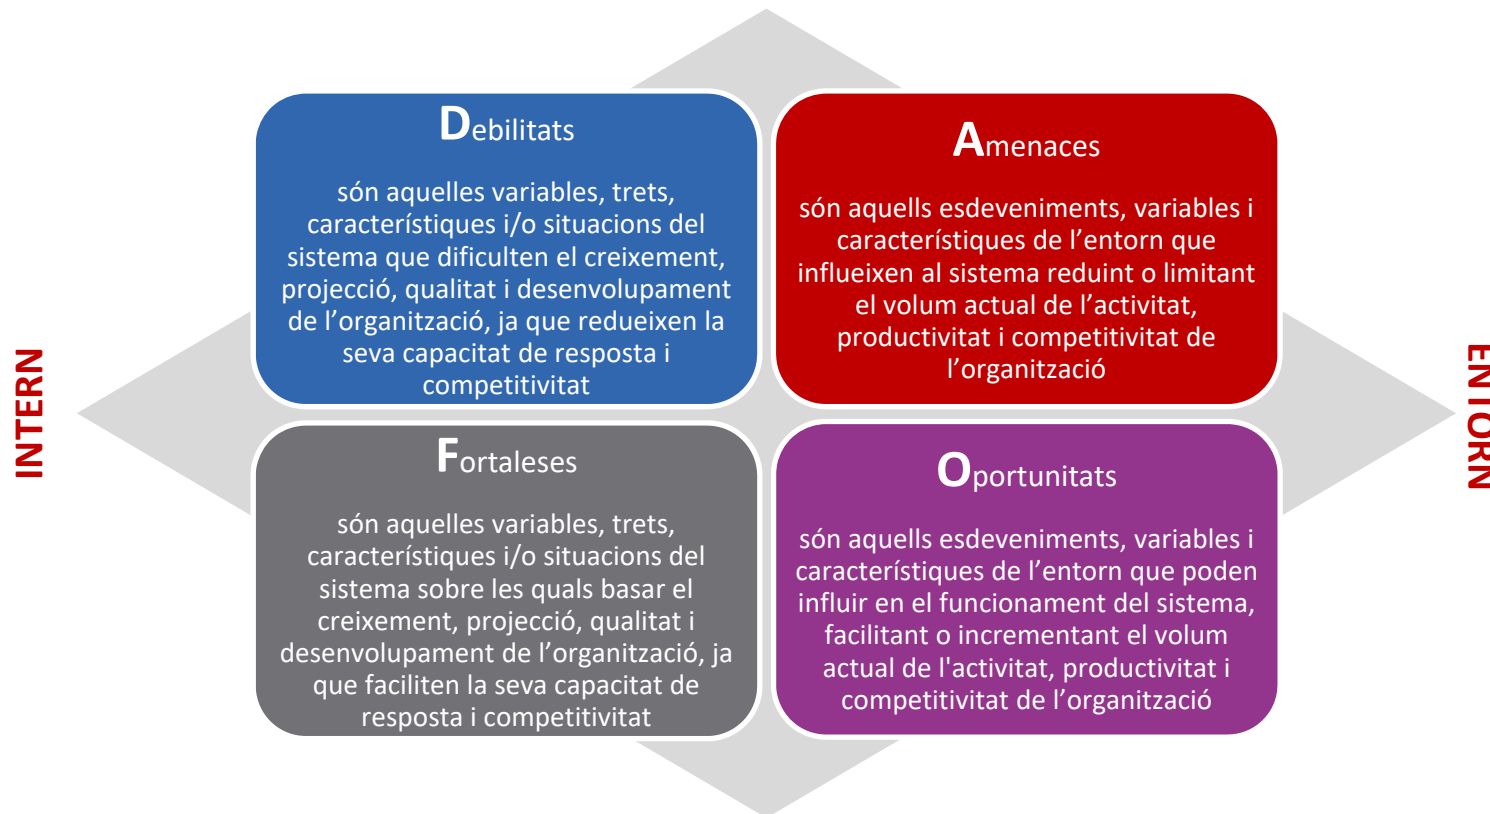 INTERN
Debilitats
són aquelles variables, trets,
característiques i/o situacions del
sistema que dificulten el creixement,
projecció, qualitat i desenvolupament
de l’organització, ja que redueixen la
seva capacitat de resposta i
competitivitat
Amenaces
són aquells esdeveniments, variables i
característiques de l’entorn que
influeixen al sistema reduint o limitant
el volum actual de l’activitat,
productivitat i competitivitat de
l’organització
Fortaleses
són aquelles variables, trets,
característiques i/o situacions del
sistema sobre les quals basar el
creixement, projecció, qualitat i
desenvolupament de l’organització, ja
que faciliten la seva capacitat de
resposta i competitivitat
Oportunitats
són aquells esdeveniments, variables i
característiques de l’entorn que poden
influir en el funcionament del sistema,
facilitant o incrementant el volum
actual de l'activitat, productivitat i
competitivitat de l’organització
ENTORN